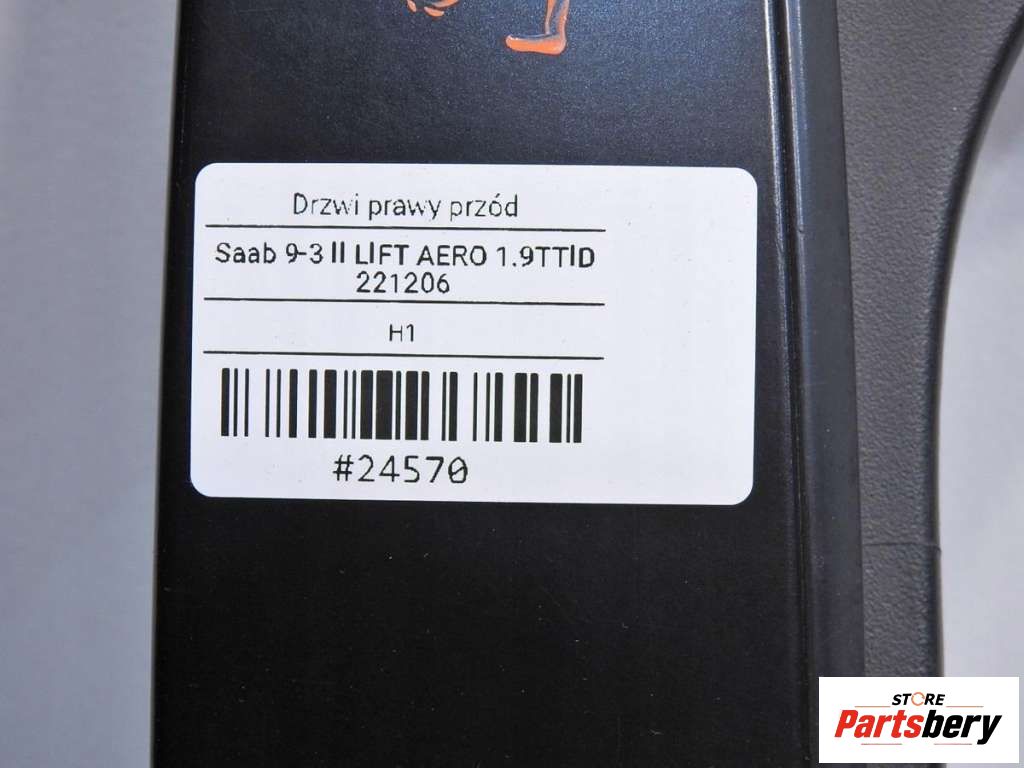 Drzwi prawy przód
Saab 9-3 II LIFT AERO 1.9TTID
221206
H1
#24570
STORE
Partsbery